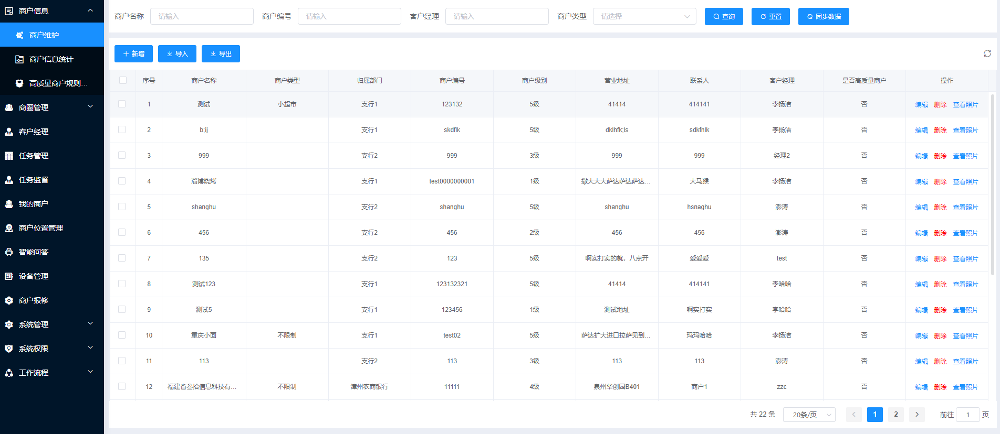 商户信息
商户维护
商户信息统计
高质量商户规则...
商圈管理
客户经理
任务管理
任务监督
我的商户
商户位置管理
智能问答
设备管理
商户报修
系统管理
系统权限
工作流程
商户名称 请输入 商户编号 请输入 客户经理 请输入 商户类型 请选择 查询 重置 同步数据
新增 导入 导出
序号 商户名称 商户类型 归属部门 商户编号 商户级别 营业地址 联系人 客户经理 是否高质量商户 操作
1 测试 小超市 支行1 123132 5级 41414 414141 李扬洁 否 编辑 删除 查看照片
2 b;ij 支行1 skdflk 5级 dklhfk;ls sdkfnlk 李扬洁 否 编辑 删除 查看照片
3 999 支行2 999 3级 999 999 经理2 否 编辑 删除 查看照片
4 淄博烧烤 支行1 test0000000001 1级 撒大大大萨达萨达萨达... 大马猴 李扬洁 否 编辑 删除 查看照片
5 shanghu 支行2 shanghu 5级 shanghu hsnaghu 澎涛 否 编辑 删除 查看照片
6 456 支行2 456 2级 456 456 澎涛 否 编辑 删除 查看照片
7 135 支行2 123 5级 啊实打实的就，八点开 爱爱爱 test 否 编辑 删除 查看照片
8 测试123 支行1 123132321 5级 41414 414141 李哈哈 否 编辑 删除 查看照片
9 测试5 支行1 123456 1级 测试地址 啊实打实 李哈哈 否 编辑 删除 查看照片
10 重庆小面 不限制 支行1 test02 5级 萨达扩大进口拉萨见到... 玛玛哈哈 李扬洁 否 编辑 删除 查看照片
11 113 支行2 113 3级 113 113 澎涛 否 编辑 删除 查看照片
12 福建省叁拾信息科技有... 不限制 漳州农商银行 11111 4级 泉州华创园B401 商户1 zzc 否 编辑 删除 查看照片
共 22 条 20条/页 1 2 前往 1 页